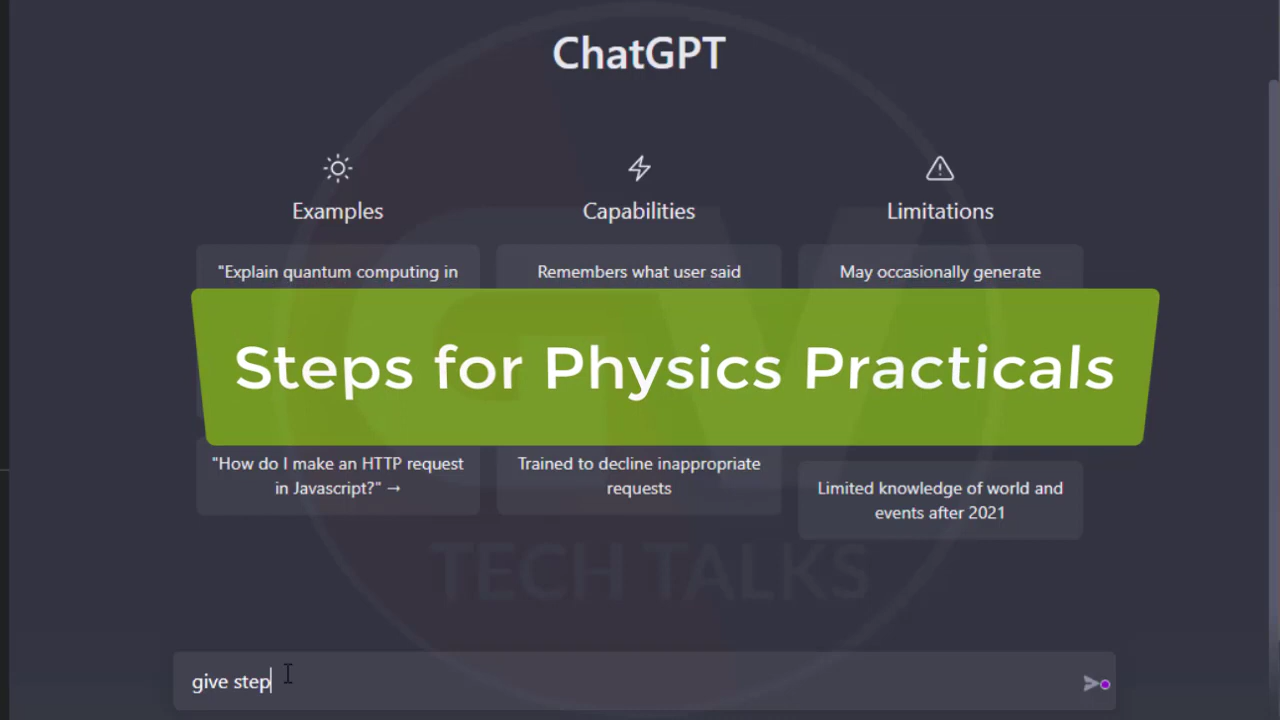 ChatGPT
Examples
Capabilities
Limitations
"Explain quantum computing in
Remembers what user said
May occasionally generate
Steps for Physics Practicals
"How do I make an HTTP request
in Javascript?" →
Trained to decline inappropriate
requests
Limited knowledge of world and
events after 2021
TECH TALKS
give step